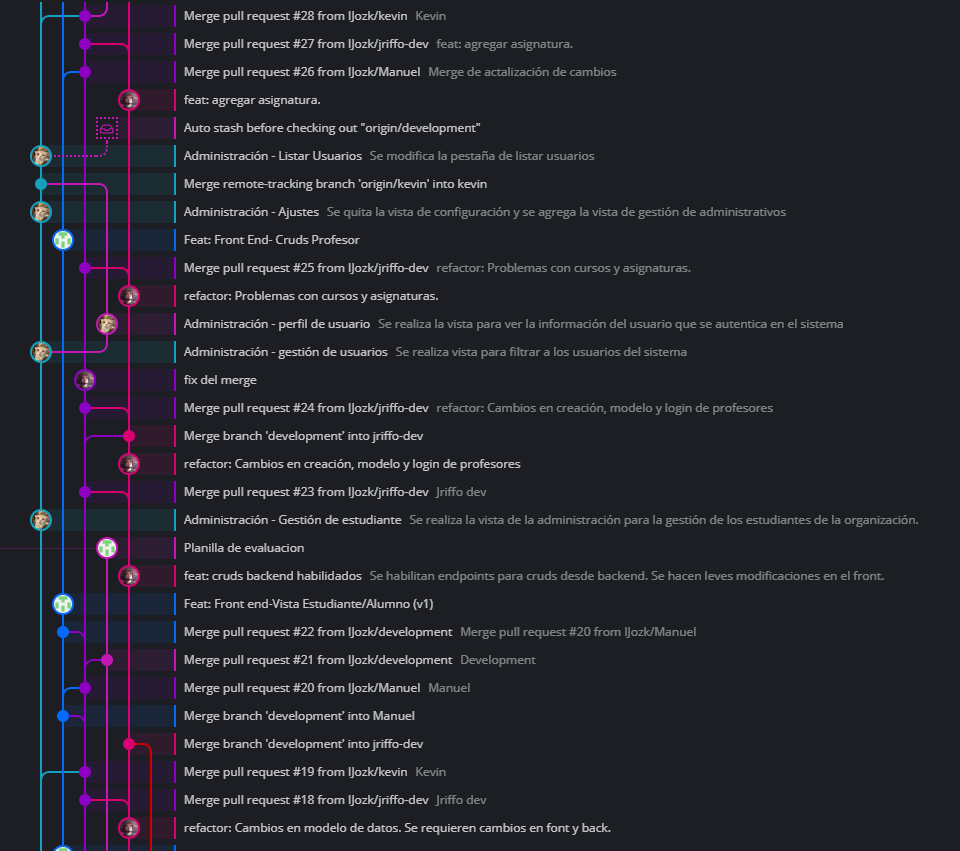 Merge pull request #28 from IJozk/kevin Kevin
Merge pull request #27 from IJozk/jriffo-dev feat: agregar asignatura.
Merge pull request #26 from IJozk/Manuel Merge de actalización de cambios
feat: agregar asignatura.
Auto stash before checking out "origin/development"
Administración - Listar Usuarios Se modifica la pestaña de listar usuarios
Merge remote-tracking branch 'origin/kevin' into kevin
Administración - Ajustes Se quita la vista de configuración y se agrega la vista de gestión de administrativos
Feat: Front End- Cruds Profesor
Merge pull request #25 from IJozk/jriffo-dev refactor: Problemas con cursos y asignaturas.
refactor: Problemas con cursos y asignaturas.
Administración - perfil de usuario Se realiza la vista para ver la información del usuario que se autentica en el sistema
Administración - gestión de usuarios Se realiza vista para filtrar a los usuarios del sistema
fix del merge
Merge pull request #24 from IJozk/jriffo-dev refactor: Cambios en creación, modelo y login de profesores
Merge branch 'development' into jriffo-dev
refactor: Cambios en creación, modelo y login de profesores
Merge pull request #23 from IJozk/jriffo-dev Jriffo dev
Administración - Gestión de estudiante Se realiza la vista de la administración para la gestión de los estudiantes de la organización.
Planilla de evaluacion
feat: cruds backend habilidados Se habilitan endpoints para cruds desde backend. Se hacen leves modificaciones en el front.
Feat: Front end-Vista Estudiante/Alumno (v1)
Merge pull request #22 from IJozk/development Merge pull request #20 from IJozk/Manuel
Merge pull request #21 from IJozk/development Development
Merge pull request #20 from IJozk/Manuel Manuel
Merge branch 'development' into Manuel
Merge branch 'development' into jriffo-dev
Merge pull request #19 from IJozk/kevin Kevin
Merge pull request #18 from IJozk/jriffo-dev Jriffo dev
refactor: Cambios en modelo de datos. Se requieren cambios en font y back.